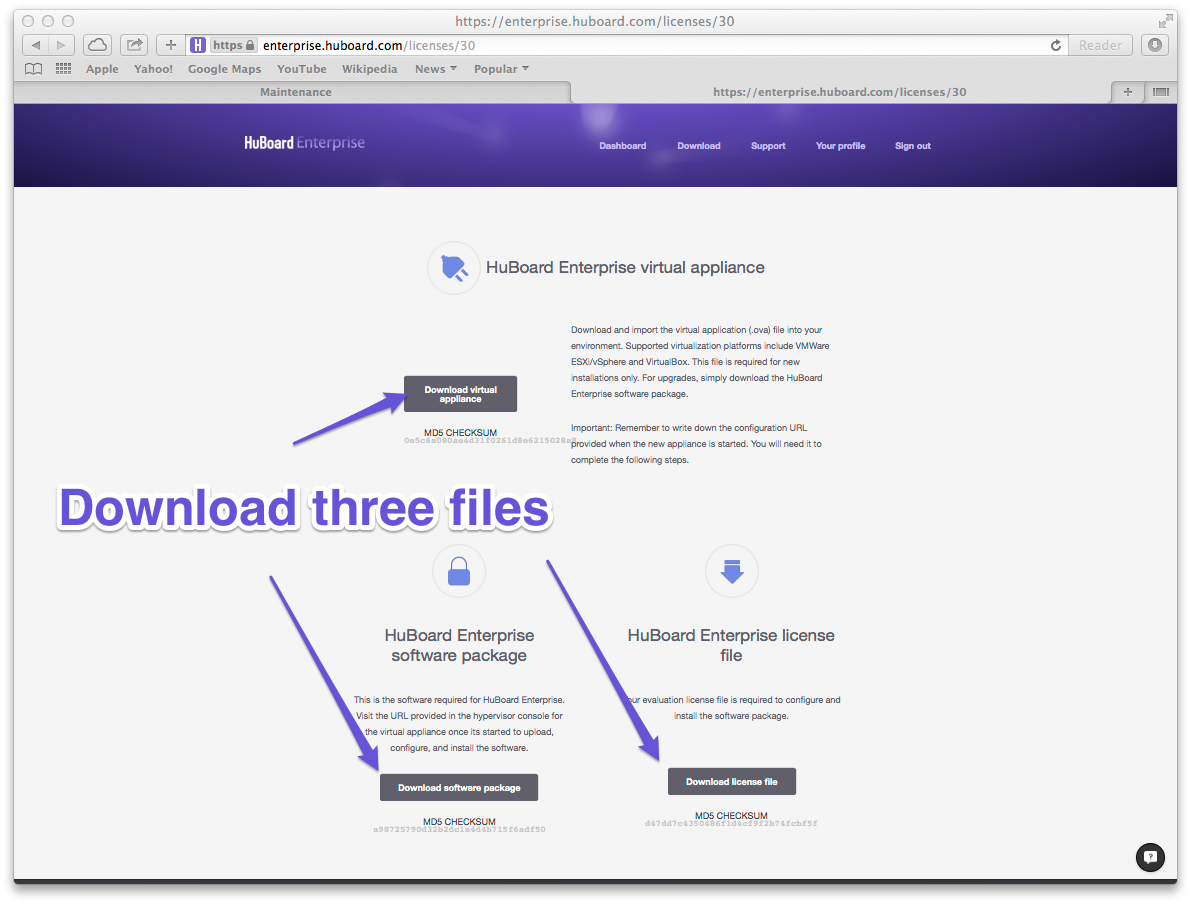 https://enterprise.huboard.com/licenses/30
H https enterprise.huboard.com/licenses/30 Reader
Apple Yahoo! Google Maps YouTube Wikipedia News Popular
Maintenance https://enterprise.huboard.com/licenses/30
HuBoard Enterprise Dashboard Download Support Your profile Sign out
HuBoard Enterprise virtual appliance
Download and import the virtual application (.ova) file into your
environment. Supported virtualization platforms include VMWare
ESXi/vSphere and VirtualBox. This file is required for new
installations only. For upgrades, simply download the HuBoard
Enterprise software package.
Download virtual
appliance
MD5 CHECKSUM
Important: Remember to write down the configuration URL
provided when the new appliance is started. You will need it to
complete the following steps.
Download three files
HuBoard Enterprise
software package
This is the software required for HuBoard Enterprise.
Visit the URL provided in the hypervisor console for
the virtual appliance once its started to upload,
configure, and install the software.
Download software package
MD5 CHECKSUM
a98725790d32b2dc1a4d4b715f6adf50
HuBoard Enterprise license
file
evaluation license file is required to configure and
install the software package.
Download license file
MD5 CHECKSUM